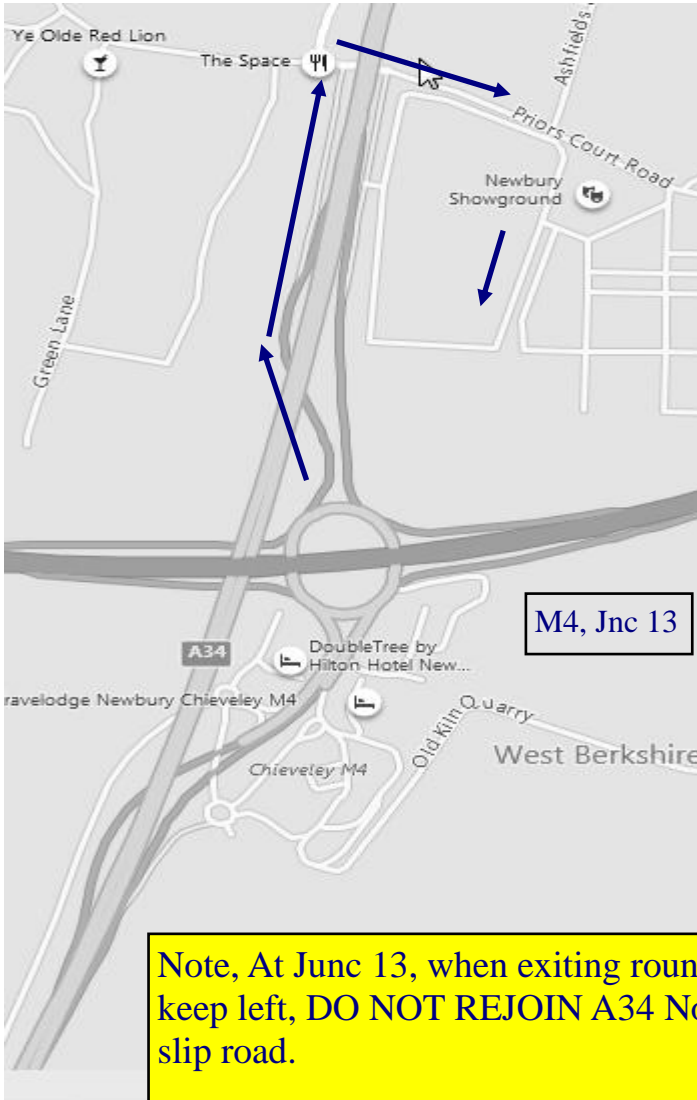 Ye Olde Red Lion
The Space
Ashfields
Priors Court Road
Newbury
Showground
Green Lane
M4, Jnc 13
A34
DoubleTree by
Hilton Hotel New...
ravelodge Newbury Chieveley M4
Old Kiln Quarry
West Berkshire
Chieveley M4
Note, At Junc 13, when exiting roun
keep left, DO NOT REJOIN A34 No
slip road.